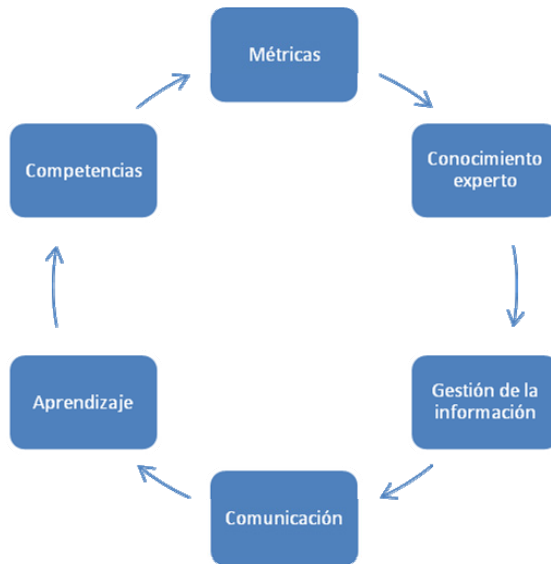 Métricas
Conocimiento
experto
Gestión de la
información
Comunicación
Aprendizaje
Competencias